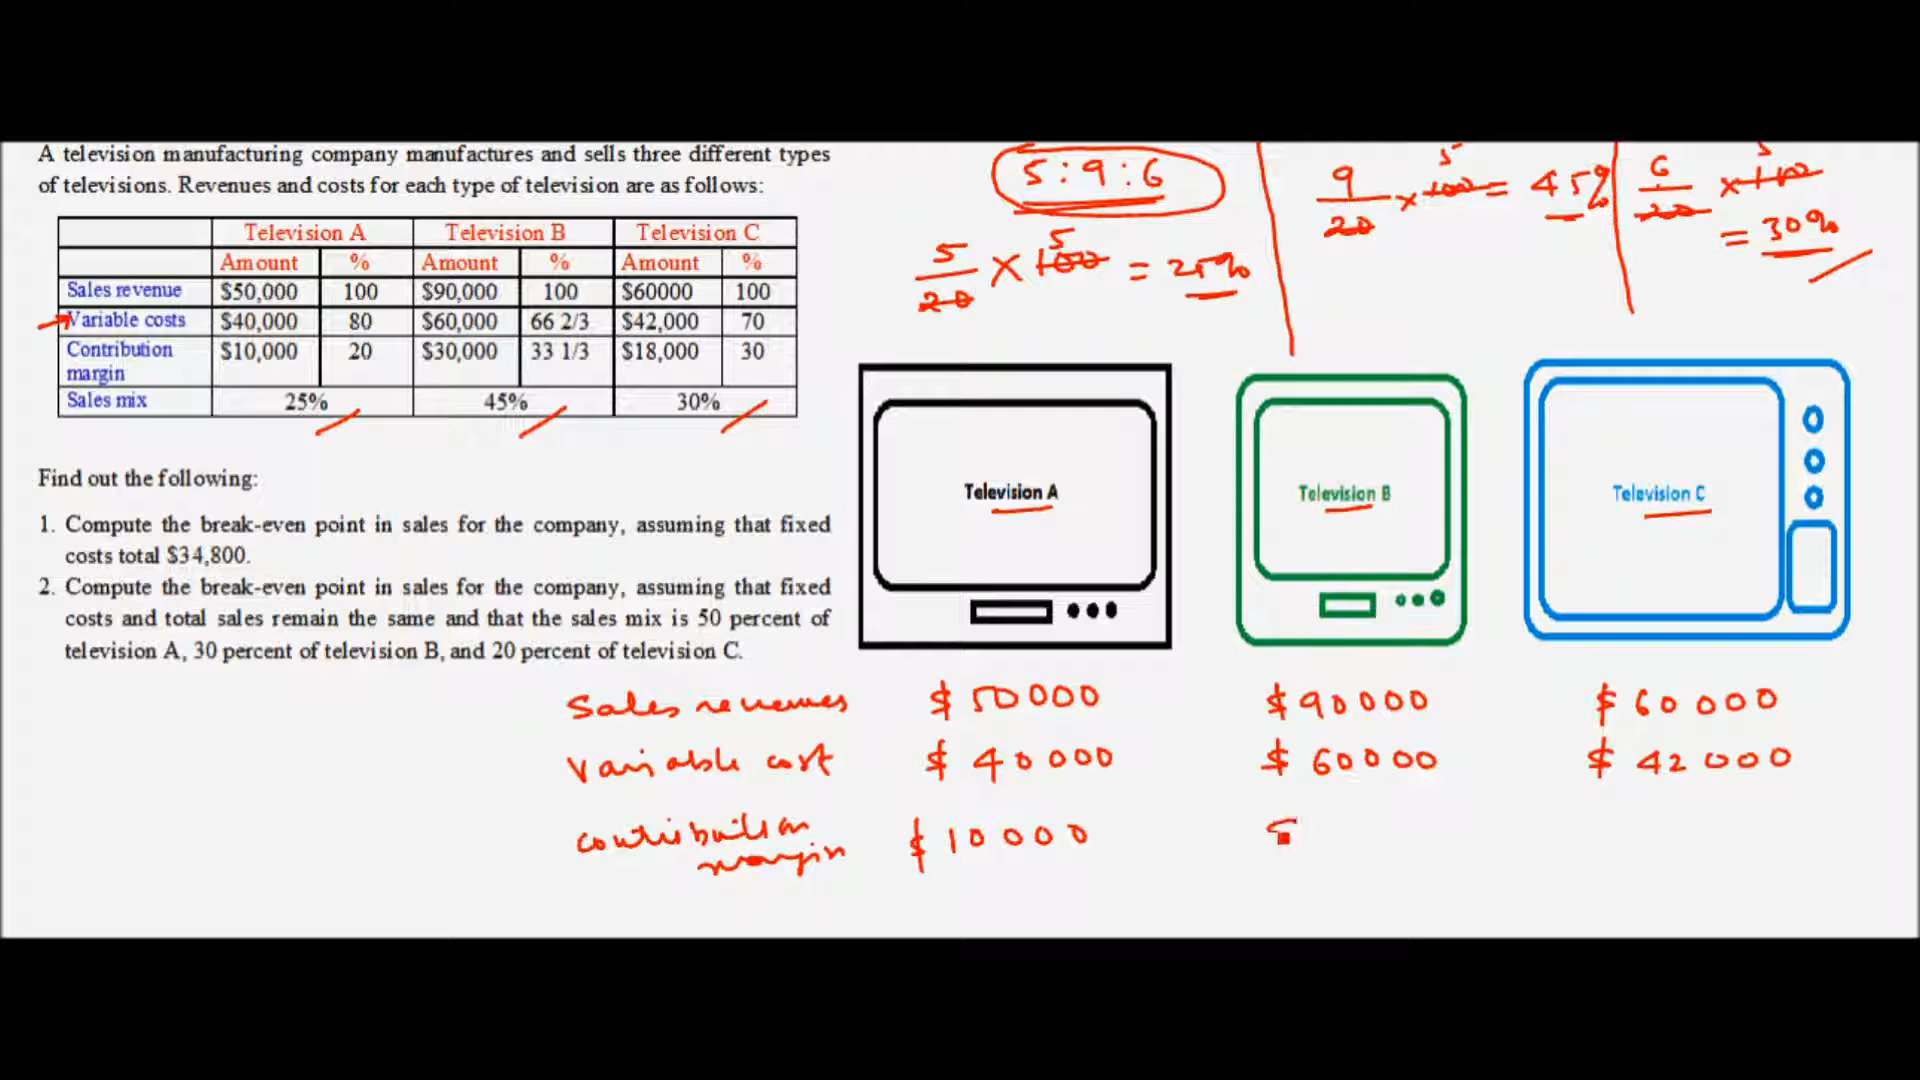 A television manufacturing company manufactures and sells three different types
of televisions. Revenues and costs for each type of television are as follows:
Television A Television B Television C
Amount % Amount % Amount %
Sales revenue $50,000 100 $90,000 100 $60000 100
Variable costs $40,000 80 $60,000 66 2/3 $42,000 70
Contribution margin $10,000 20 $30,000 33 1/3 $18,000 30
Sales mix 25% 45% 30%
Find out the following:
1. Compute the break-even point in sales for the company, assuming that fixed
costs total $34,800.
2. Compute the break-even point in sales for the company, assuming that fixed
costs and total sales remain the same and that the sales mix is 50 percent of
television A, 30 percent of television B, and 20 percent of television C.
5 : 9 : 6
5/20 × 100 5 = 25%
9/20 × 100 5 = 45%
6/20 × 100 5
= 30%
Television A
Television B
Television C
Sales revenues $ 50000 $ 90000 $ 60000
Variable cost $ 40000 $ 60000 $ 42000
contribution
margin $ 10000